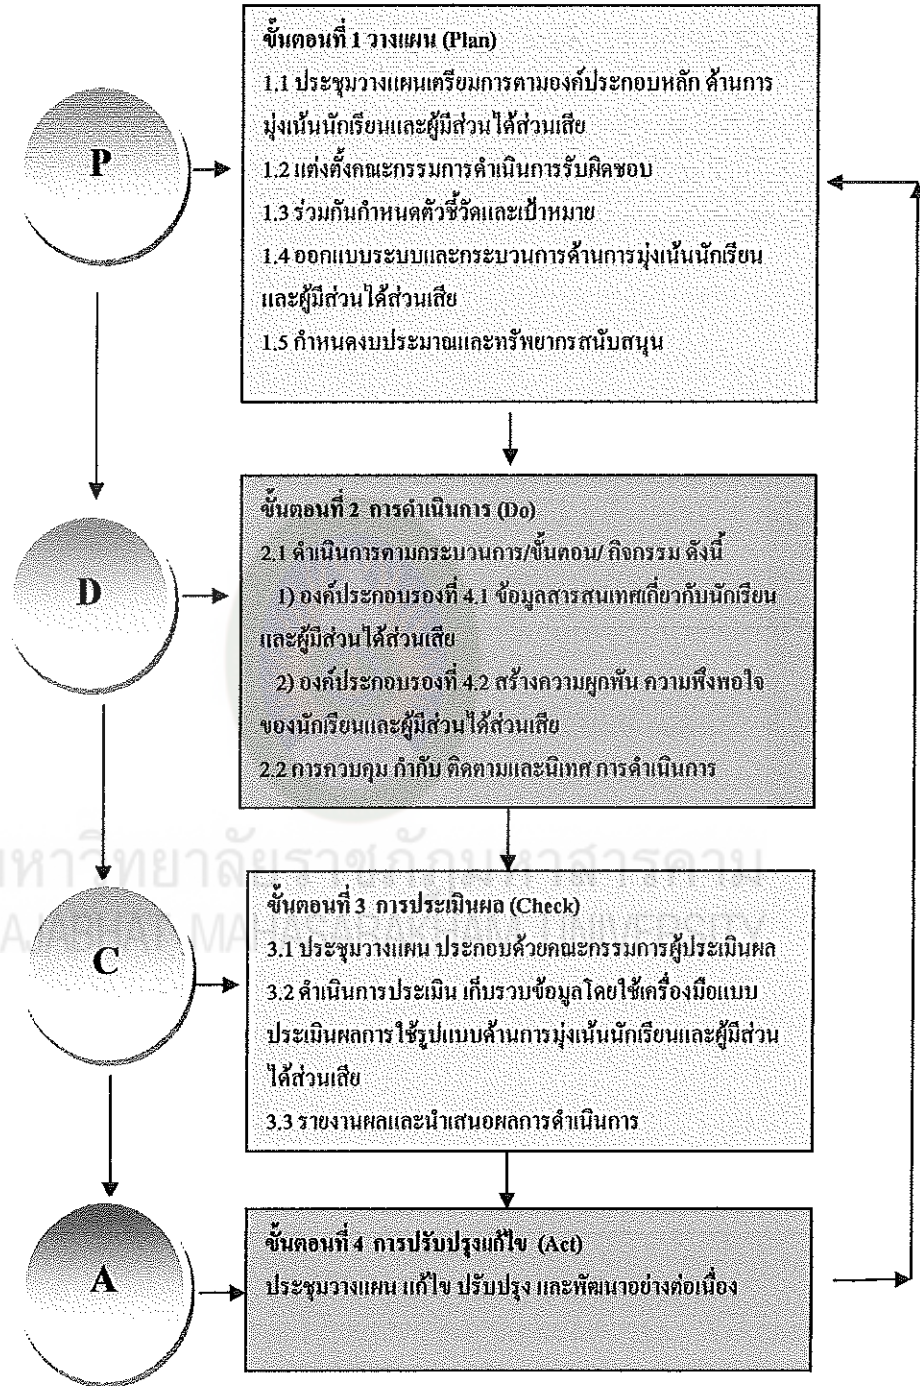 P
ขั้นตอนที่ 1 วางแผน (Plan)
1.1 ประชุมวางแผนเตรียมการตามองค์ประกอบหลัก ด้านการ
มุ่งเน้นนักเรียนและผู้มีส่วนได้ส่วนเสีย
1.2 แต่งตั้งคณะกรรมการดำเนินการรับผิดชอบ
1.3 ร่วมกันกำหนดตัวชี้วัดและเป้าหมาย
1.4 ออกแบบระบบและกระบวนการด้านการมุ่งเน้นนักเรียน
และผู้มีส่วนได้ส่วนเสีย
1.5 กำหนดงบประมาณและทรัพยากรสนับสนุน
D
ขั้นตอนที่ 2 การดำเนินการ (Do)
2.1 ดำเนินการตามกระบวนการ/ขั้นตอน/ กิจกรรม ดังนี้
1) องค์ประกอบรองที่ 4.1 ข้อมูลสารสนเทศเกี่ยวกับนักเรียน
และผู้มีส่วนได้ส่วนเสีย
2) องค์ประกอบรองที่ 4.2 สร้างความผูกพัน ความพึงพอใจ
ของนักเรียนและผู้มีส่วนได้ส่วนเสีย
2.2 การควบคุม กำกับ ติดตามและนิเทศ การดำเนินการ
มหาวิทยาลัยราชภัฏมหาสารคาม
C
ขั้นตอนที่ 3 การประเมินผล (Check)
3.1 ประชุมวางแผน ประกอบด้วยคณะกรรมการผู้ประเมินผล
3.2 ดำเนินการประเมิน เก็บรวบข้อมูลโดยใช้เครื่องมือแบบ
ประเมินผลการใช้รูปแบบด้านการมุ่งเน้นนักเรียนและผู้มีส่วน
ได้ส่วนเสีย
3.3 รายงานผลและนำเสนอผลการดำเนินการ
A
ขั้นตอนที่ 4 การปรับปรุงแก้ไข (Act)
ประชุมวางแผน แก้ไข ปรับปรุง และพัฒนาอย่างต่อเนื่อง